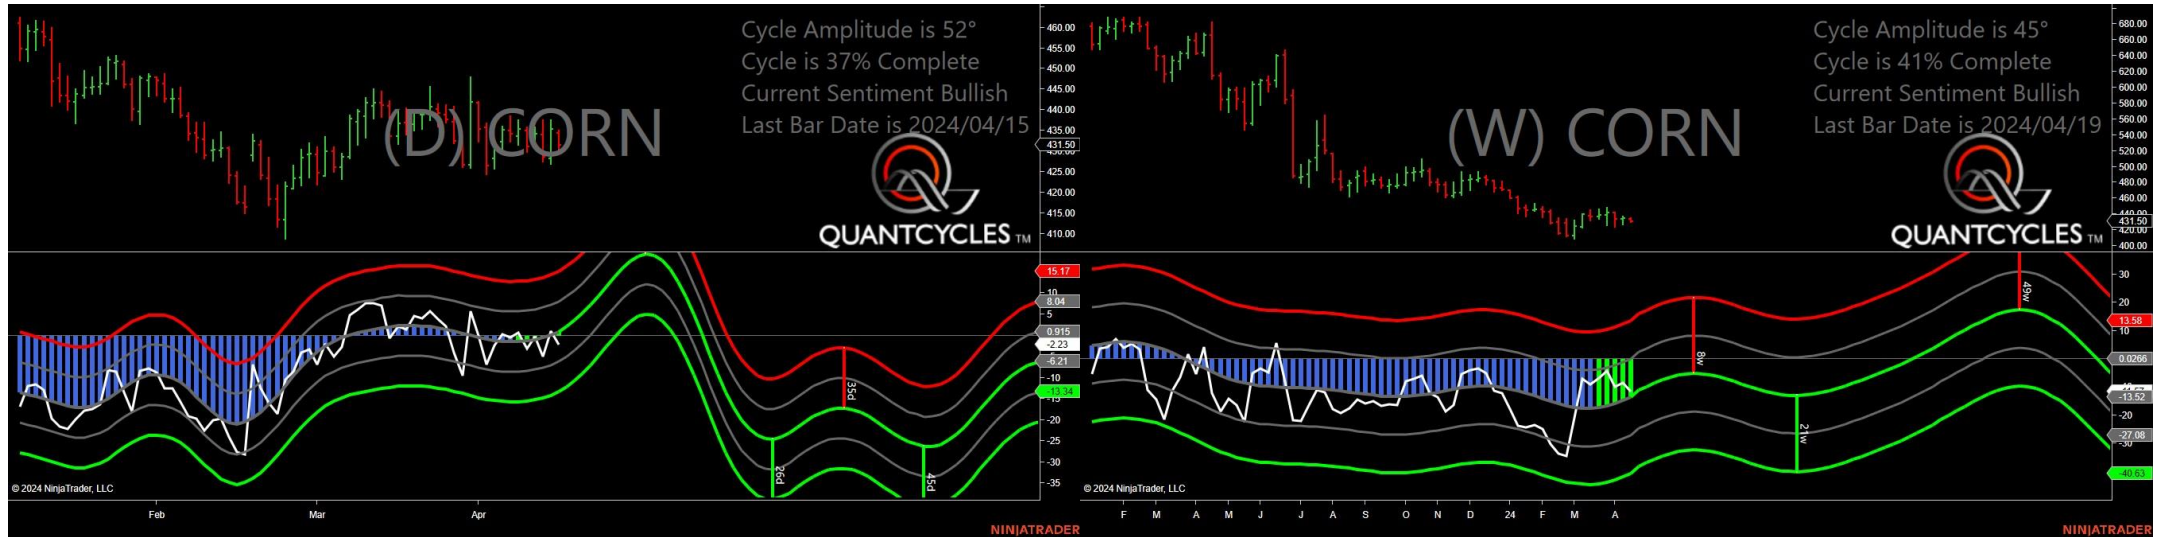 Cycle Amplitude is 52°
Cycle is 37% Complete
Current Sentiment Bullish
Last Bar Date is 2024/04/15
(D) CORN
QUANTCYCLES TM
460.00
455.00
450.00
445.00
440.00
435.00
431.50
425.00
420.00
415.00
410.00
15.17
10
8.04
5
0.915
-2.23
-6.21
-10
-13.34
-15
-20
-25
-30
-35
26d
35d
45d
© 2024 NinjaTrader, LLC
Feb Mar Apr
NINJATRADER
Cycle Amplitude is 45°
Cycle is 41% Complete
Current Sentiment Bullish
Last Bar Date is 2024/04/19
(W) CORN
QUANTCYCLES TM
680.00
660.00
640.00
620.00
600.00
580.00
560.00
540.00
520.00
500.00
480.00
460.00
440.00
431.50
420.00
400.00
30
20
13.58
10
0.0266
-13.52
-20
-27.08
-30
-40.63
8w
21w
49w
© 2024 NinjaTrader, LLC
F M A M J J A S O N D 24 F M A
NINJATRADER